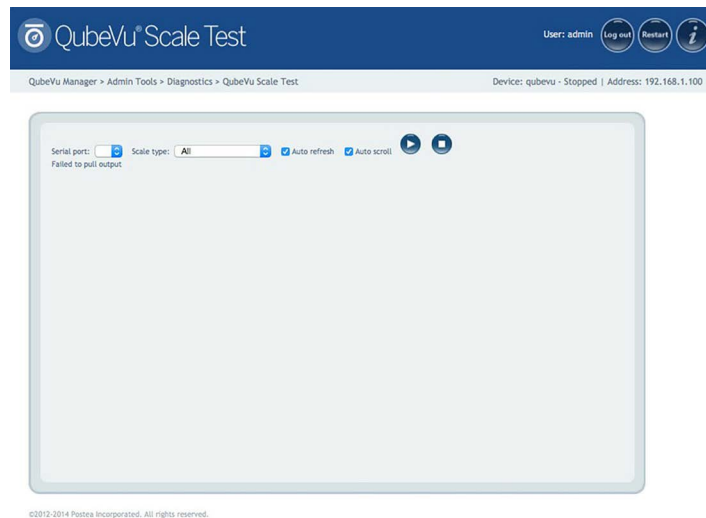 QubeVu® Scale Test
User: admin
Log out
Restart
i
QubeVu Manager > Admin Tools > Diagnostics > QubeVu Scale Test
Device: qubevu - Stopped | Address: 192.168.1.100
Serial port: Scale type: All Auto refresh Auto scroll
Failed to pull output
©2012-2014 Postea Incorporated. All rights reserved.